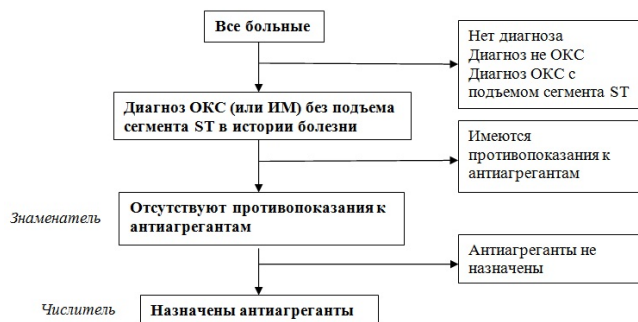 Все больные
Нет диагноза
Диагноз не ОКС
Диагноз ОКС с
подъемом сегмента ST
Диагноз ОКС (или ИМ) без подъема
сегмента ST в истории болезни
Имеются
противопоказания к
антиагрегантам
Знаменатель
Отсутствуют противопоказания к
антиагрегантам
Антиагреганты не
назначены
Числитель
Назначены антиагреганты